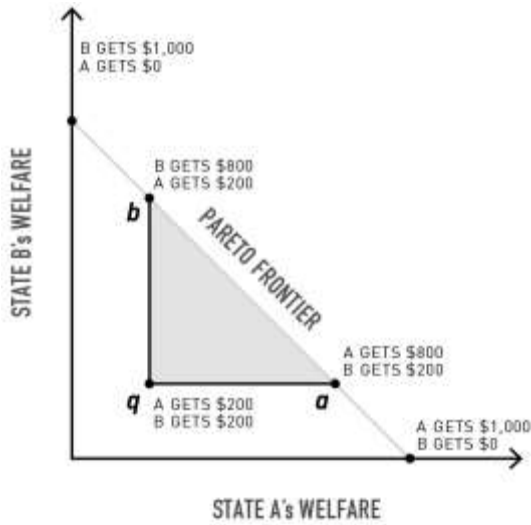 B GETS $1,000
A GETS $0
B GETS $800
A GETS $200
b
PARETO FRONTIER
STATE B's WELFARE
A GETS $800
B GETS $200
q
A GETS $200
B GETS $200
a
A GETS $1,000
B GETS $0
STATE A's WELFARE